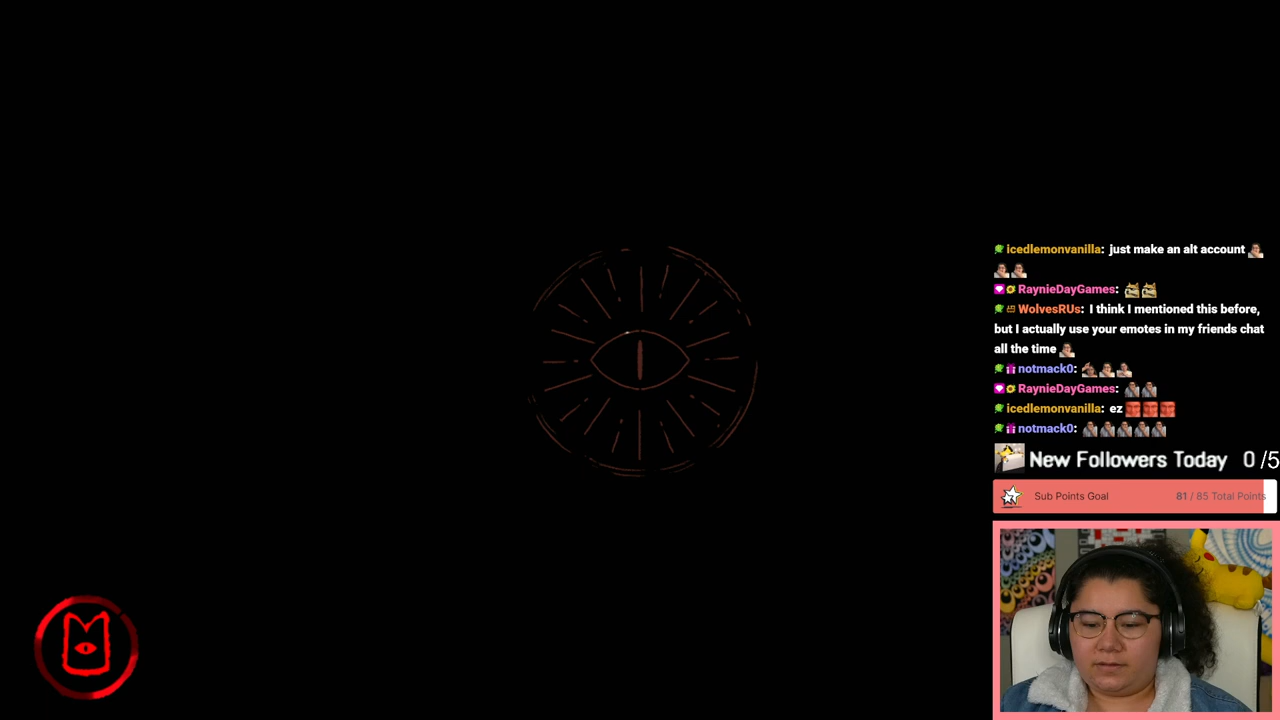 icedlemonvanilla: just make an alt account
RaynieDayGames:
WolvesRUs: I think I mentioned this before,
but I actually use your emotes in my friends chat
all the time
notmack0:
RaynieDayGames:
icedlemonvanilla: ez
notmack0:
New Followers Today 0 /5
Sub Points Goal 81 / 85 Total Points